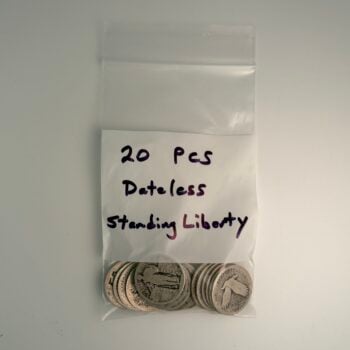 20 Pcs
Dateless
Standing Liberty